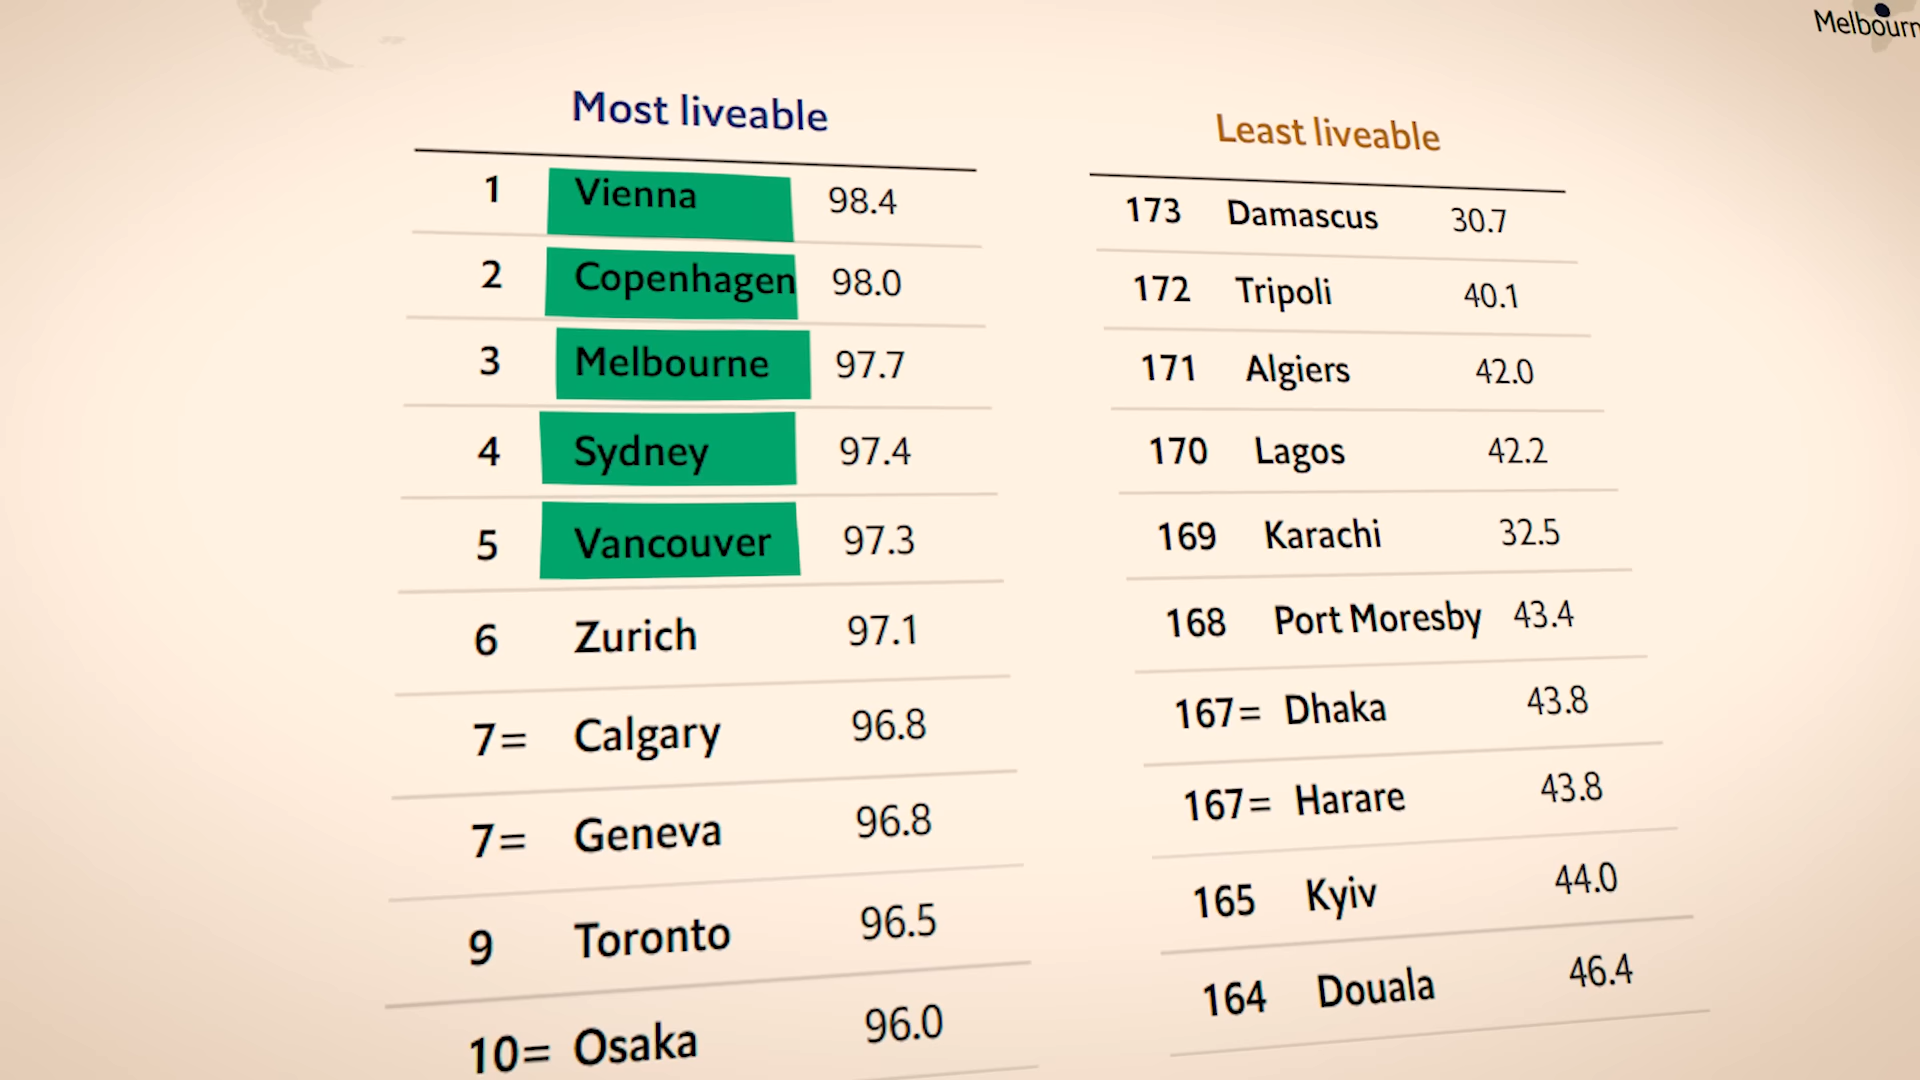 Melbourn
Most liveable
1 Vienna 98.4
2 Copenhagen 98.0
3 Melbourne 97.7
4 Sydney 97.4
5 Vancouver 97.3
6 Zurich 97.1
7= Calgary 96.8
7= Geneva 96.8
9 Toronto 96.5
10= Osaka 96.0
Least liveable
173 Damascus 30.7
172 Tripoli 40.1
171 Algiers 42.0
170 Lagos 42.2
169 Karachi 32.5
168 Port Moresby 43.4
167= Dhaka 43.8
167= Harare 43.8
165 Kyiv 44.0
164 Douala 46.4